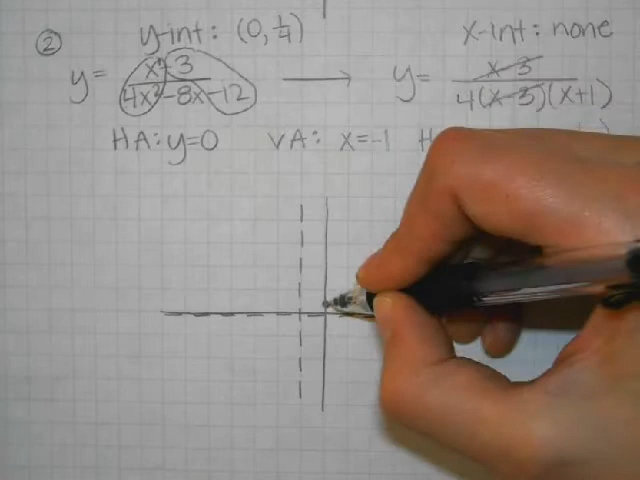 ② y-int: (0, 1/4) x-int: none
y = x - 3 / 4x² - 8x - 12 → y = x - 3 / 4(x-3)(x+1)
HA: y=0 VA: x=-1 H